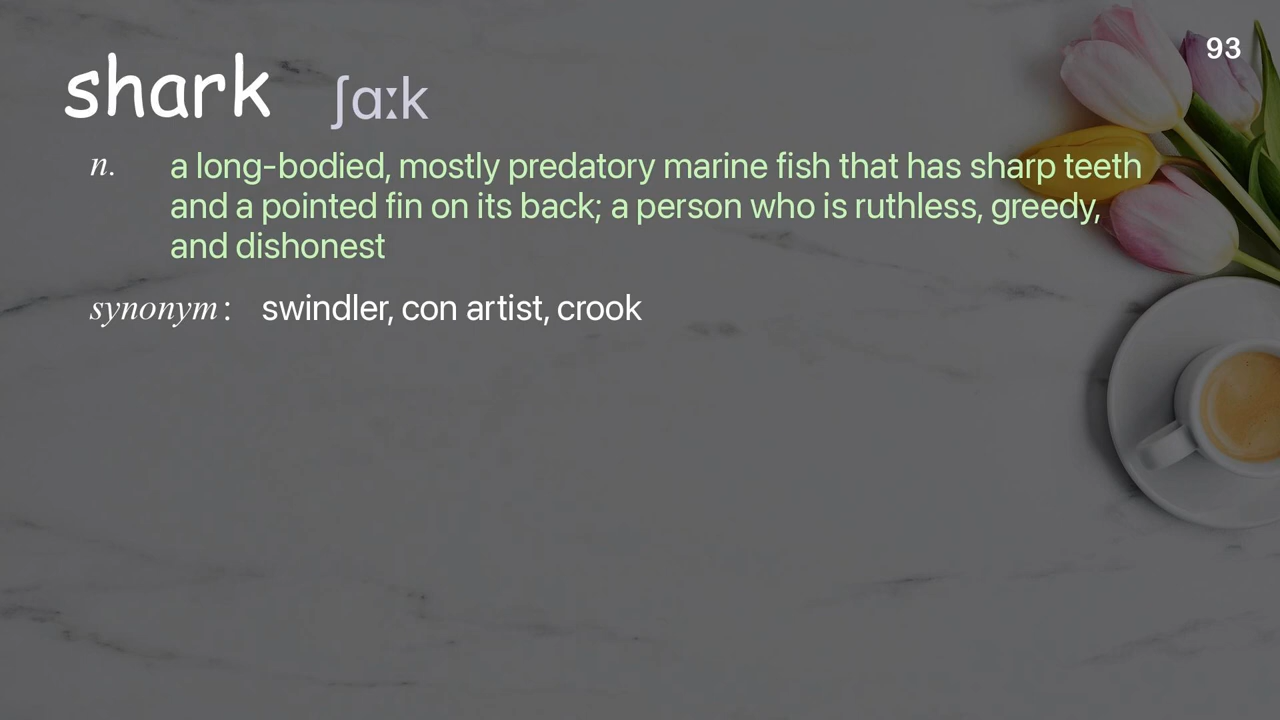 93
shark ʃɑːk
n. a long-bodied, mostly predatory marine fish that has sharp teeth
and a pointed fin on its back; a person who is ruthless, greedy,
and dishonest
synonym: swindler, con artist, crook